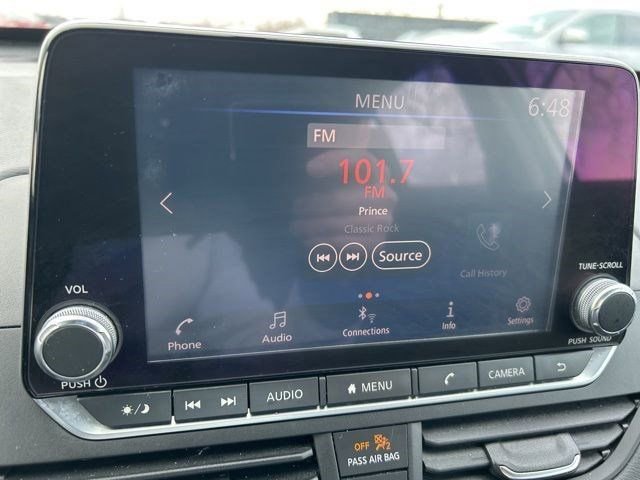 MENU
6:48
FM
101.7
FM
Prince
Classic Rock
Source
Call History
Phone
Audio
Connections
Info
Settings
VOL
PUSH
TUNE-SCROLL
PUSH SOUND
AUDIO
MENU
CAMERA
OFF 2
PASS AIR BAG